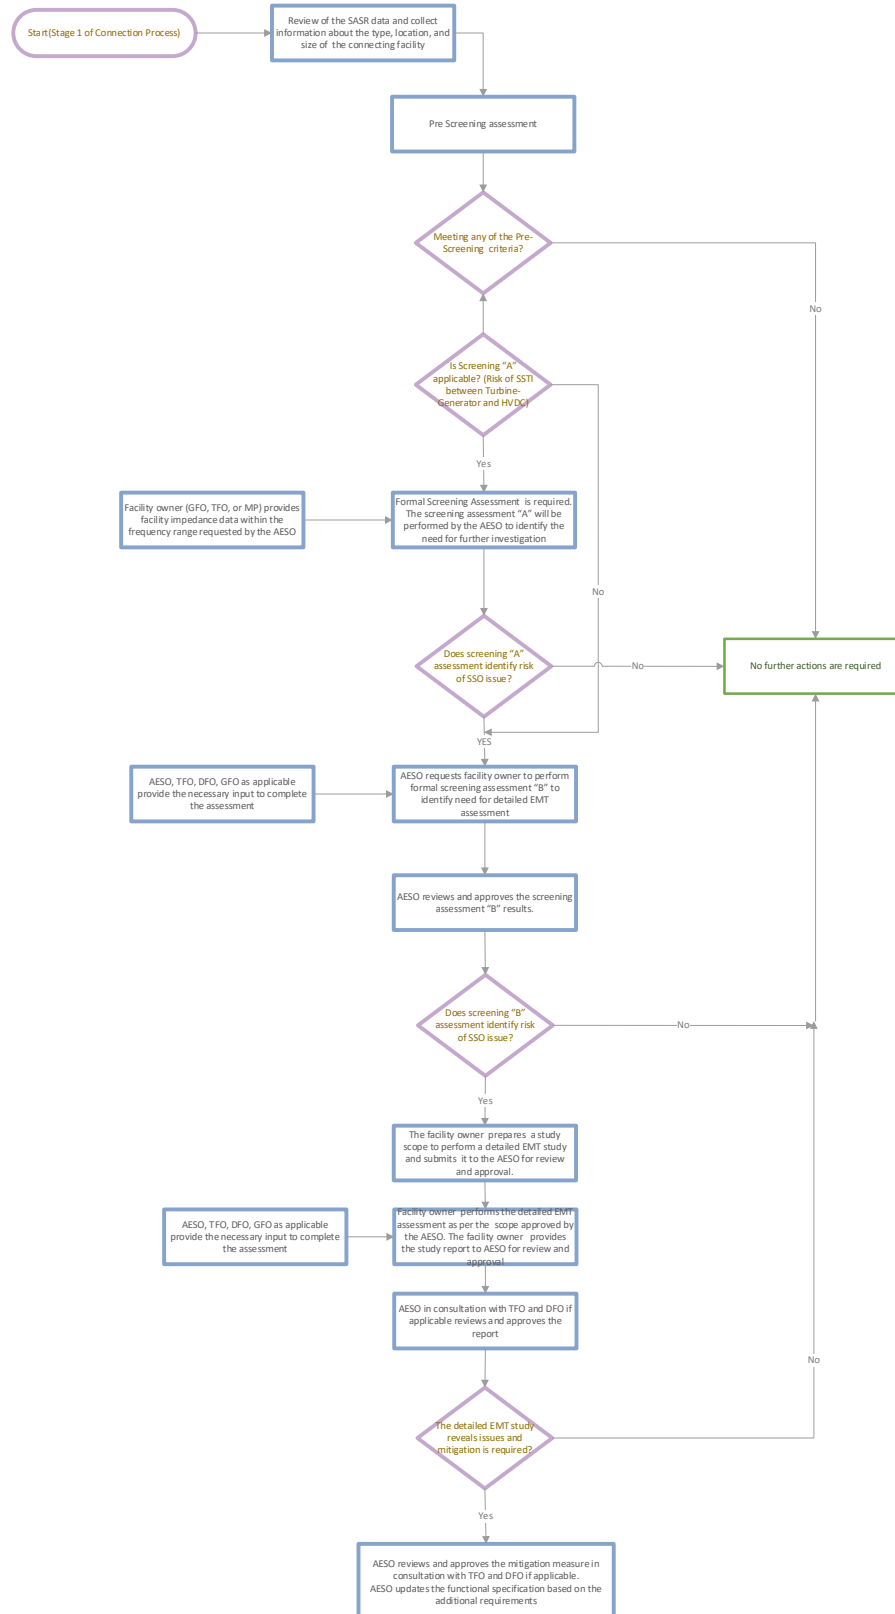 Start(Stage 1 of Connection Process)
Review of the SASR data and collect
information about the type, location, and
size of the connecting facility
Pre Screening assessment
Meeting any of the Pre-
Screening criteria?
No
Is Screening "A"
applicable? (Risk of SSTI
between Turbine-
Generator and HVDC)
Yes
Facility owner (GFO, TFO, or MP) provides
facility impedance data within the
frequency range requested by the AESO
Formal Screening Assessment is required.
The screening assessment "A" will be
performed by the AESO to identify the
need for further investigation
No
Does screening "A"
assessment identify risk
of SSO issue?
No
No further actions are required
YES
AESO, TFO, DFO, GFO as applicable
provide the necessary input to complete
the assessment
AESO requests facility owner to perform
formal screening assessment "B" to
identify need for detailed EMT
assessment
AESO reviews and approves the screening
assessment "B" results.
Does screening "B"
assessment identify risk
of SSO issue?
No
Yes
The facility owner prepares a study
scope to perform a detailed EMT study
and submits it to the AESO for review
and approval.
AESO, TFO, DFO, GFO as applicable
provide the necessary input to complete
the assessment
Facility owner performs the detailed EMT
assessment as per the scope approved by
the AESO. The facility owner provides
the study report to AESO for review and
approval
AESO in consultation with TFO and DFO if
applicable reviews and approves the
report
No
The detailed EMT study
reveals issues and
mitigation is required?
Yes
AESO reviews and approves the mitigation measure in
consultation with TFO and DFO if applicable.
AESO updates the functional specification based on the
additional requirements